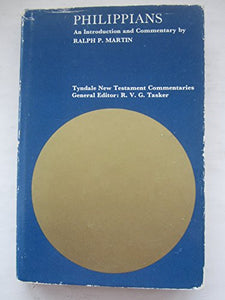 PHILIPPIANS
An Introduction and Commentary by
RALPH P. MARTIN
Tyndale New Testament Commentaries
General Editor: R. V. G. Tasker